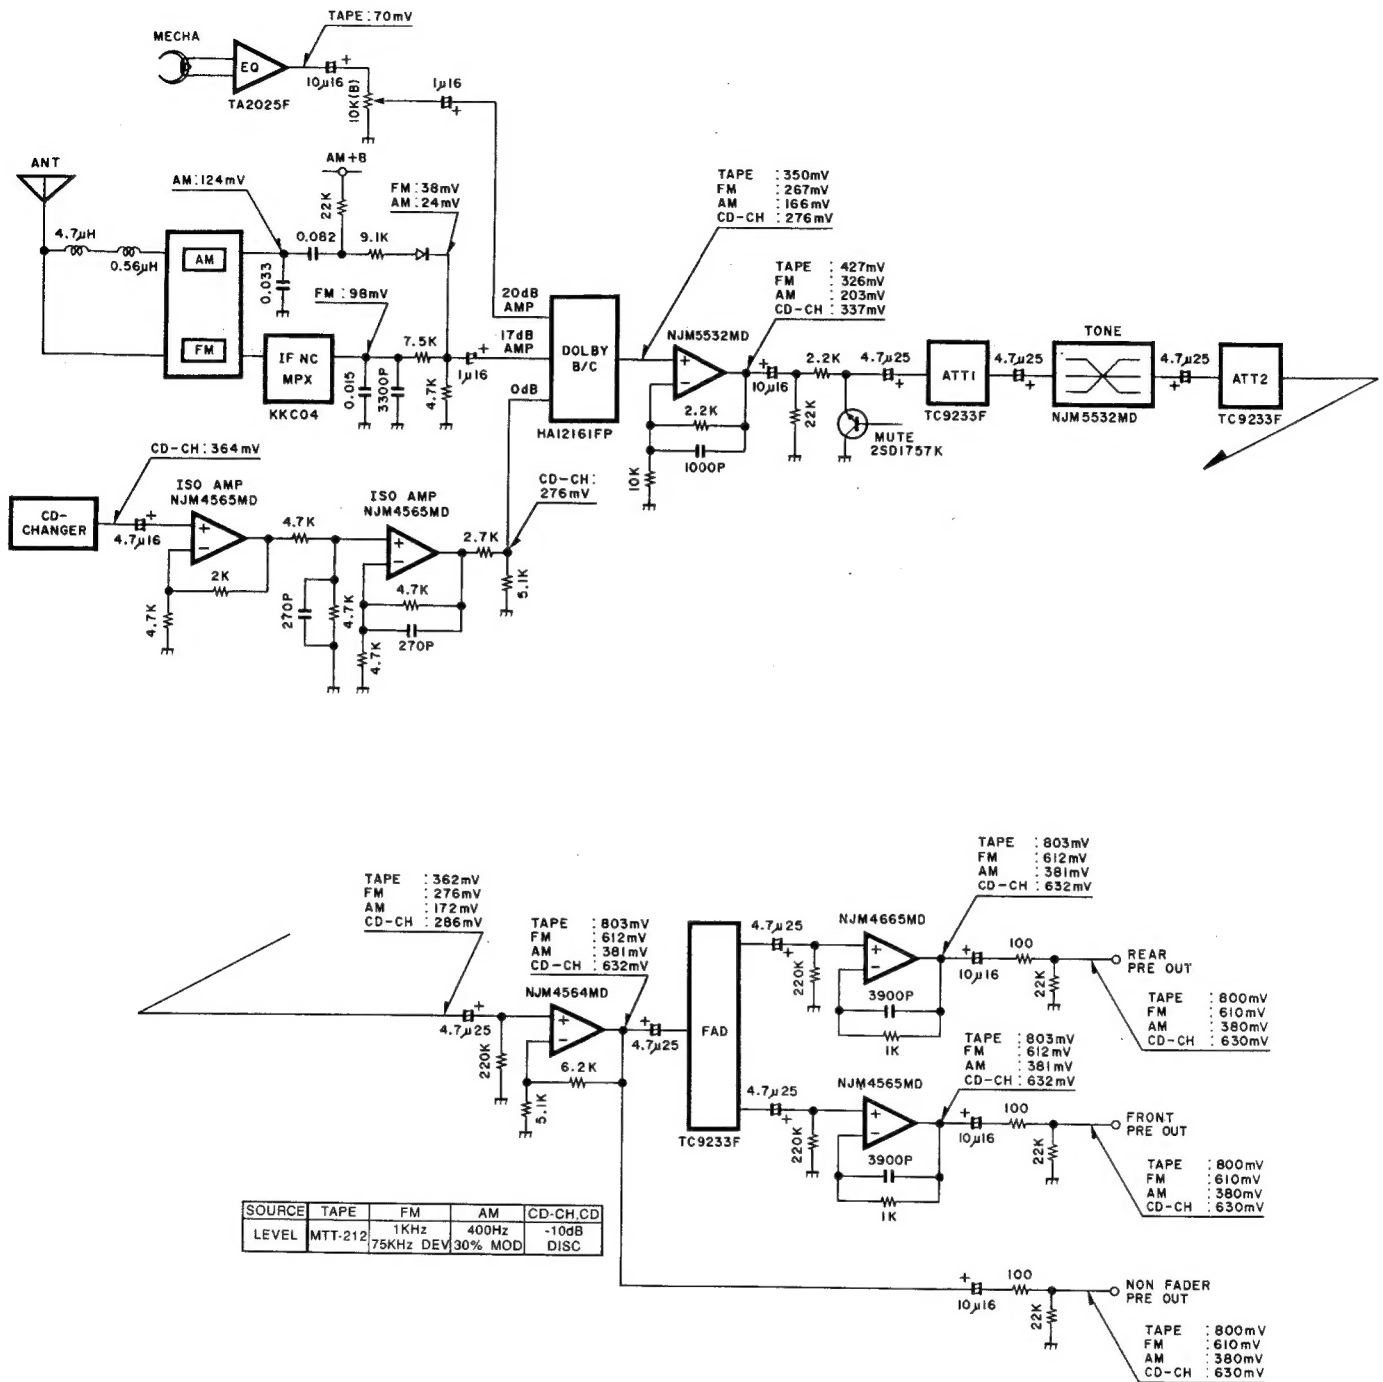 TAPE:70mV
MECHA
EQ
10µ16
10K(B)
1µ16
TA2025F
ANT
AM+B
AM:124mV
22K
FM:38mV
AM:24mV
4.7µH
0.56µH
0.082
9.1K
AM
0.033
FM:98mV
FM
IF NC
MPX
KKC04
0.015
3300P
7.5K
4.7K
1µ16
20dB
AMP
17dB
AMP
0dB
DOLBY
B/C
HA12161FP
TAPE :350mV
FM :267mV
AM :166mV
CD-CH :276mV
TAPE :427mV
FM :326mV
AM :203mV
CD-CH :337mV
NJM5532MD
2.2K
1000P
10K
10µ16
22K
2.2K
MUTE
2SD1757K
4.7µ25
ATT1
TC9233F
4.7µ25
TONE
NJM5532MD
4.7µ25
ATT2
TC9233F
CD-CH:364mV
CD-
CHANGER
4.7µ16
ISO AMP
NJM4565MD
2K
4.7K
4.7K
270P
4.7K
ISO AMP
NJM4565MD
4.7K
270P
4.7K
2.7K
5.1K
CD-CH:
276mV
TAPE :362mV
FM :276mV
AM :172mV
CD-CH :286mV
4.7µ25
220K
TAPE :803mV
FM :612mV
AM :381mV
CD-CH :632mV
NJM4564MD
6.2K
5.1K
4.7µ25
FAD
TC9233F
4.7µ25
220K
NJM4665MD
3900P
1K
TAPE :803mV
FM :612mV
AM :381mV
CD-CH :632mV
10µ16
100
22K
REAR
PRE OUT
TAPE :800mV
FM :610mV
AM :380mV
CD-CH :630mV
4.7µ25
220K
NJM4565MD
3900P
1K
TAPE :803mV
FM :612mV
AM :381mV
CD-CH :632mV
10µ16
100
22K
FRONT
PRE OUT
TAPE :800mV
FM :610mV
AM :380mV
CD-CH :630mV
SOURCE TAPE FM AM CD-CH,CD
LEVEL MTT-212 1KHz 75KHz DEV 400Hz 30% MOD -10dB DISC
10µ16
100
22K
NON FADER
PRE OUT
TAPE :800mV
FM :610mV
AM :380mV
CD-CH :630mV